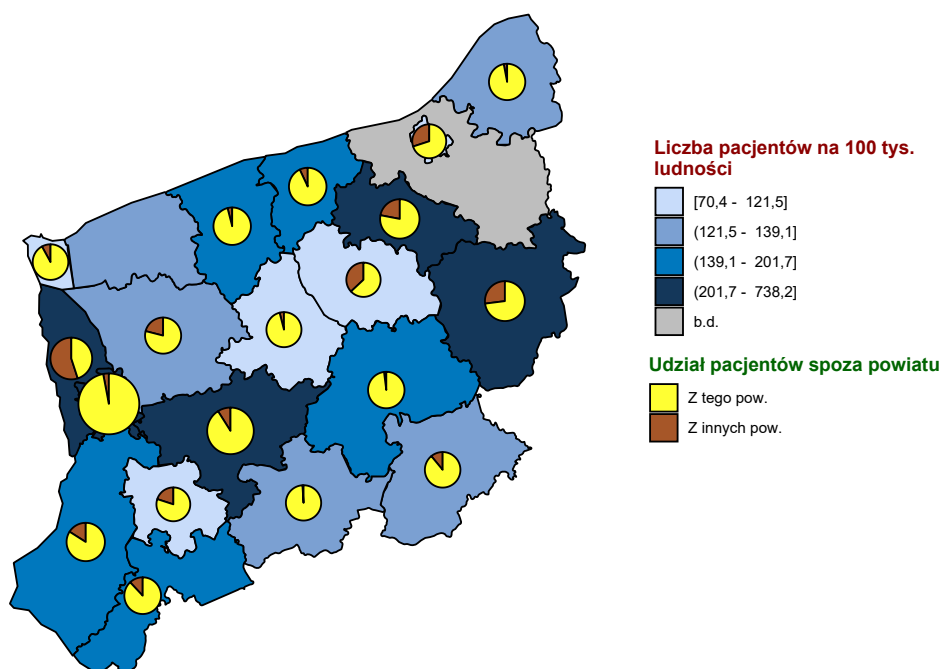 Liczba pacjentów na 100 tys.
ludności
[70,4 - 121,5]
(121,5 - 139,1]
(139,1 - 201,7]
(201,7 - 738,2]
b.d.
Udział pacjentów spoza powiatu
Z tego pow.
Z innych pow.